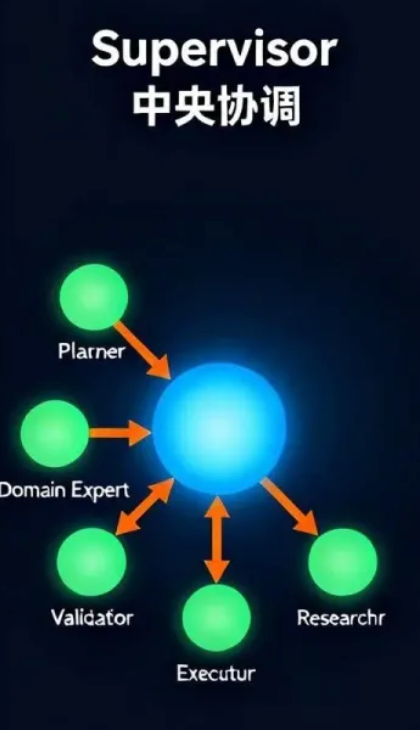 Supervisor
中央协调
Plarner
Domain Expert
Validator
Executur
Researchr